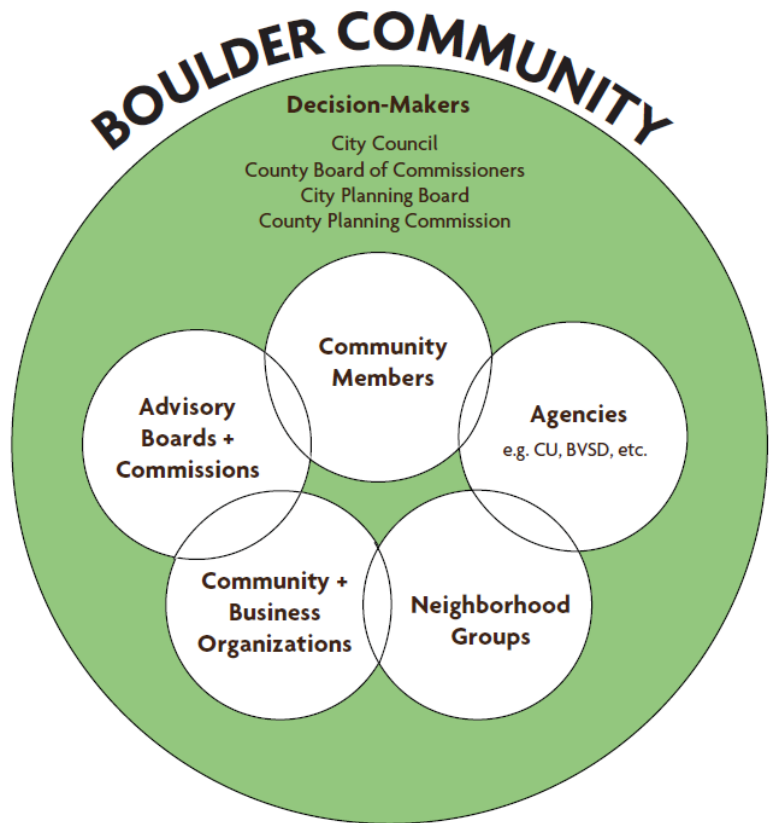 BOULDER COMMUNITY
Decision-Makers
City Council
County Board of Commissioners
City Planning Board
County Planning Commission
Community
Members
Advisory
Boards +
Commissions
Agencies
e.g. CU, BVSD, etc.
Community +
Business
Organizations
Neighborhood
Groups